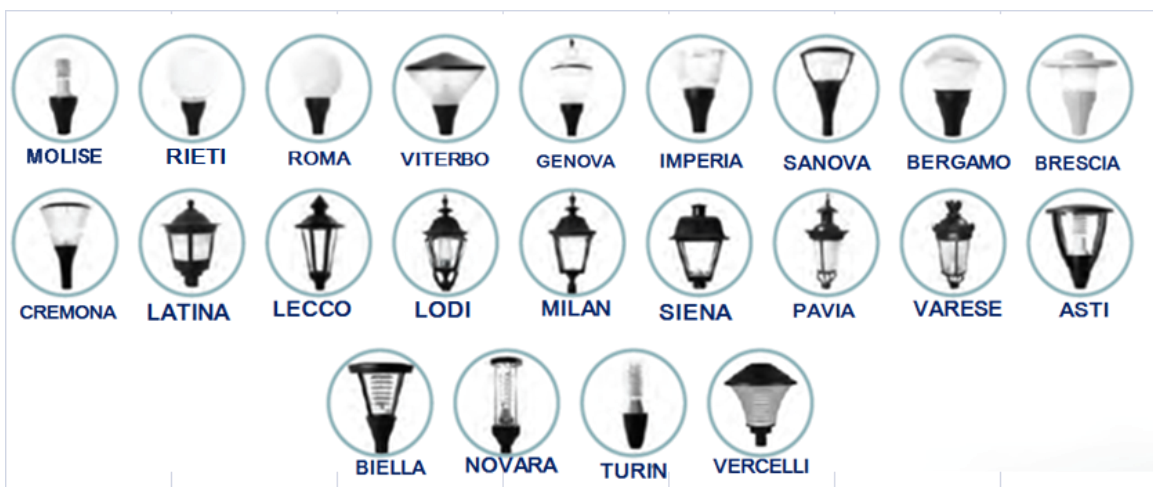 MOLISE RIETI ROMA VITERBO GENOVA IMPERIA SANOVA BERGAMO BRESCIA
CREMONA LATINA LECCO LODI MILAN SIENA PAVIA VARESE ASTI
BIELLA NOVARA TURIN VERCELLI